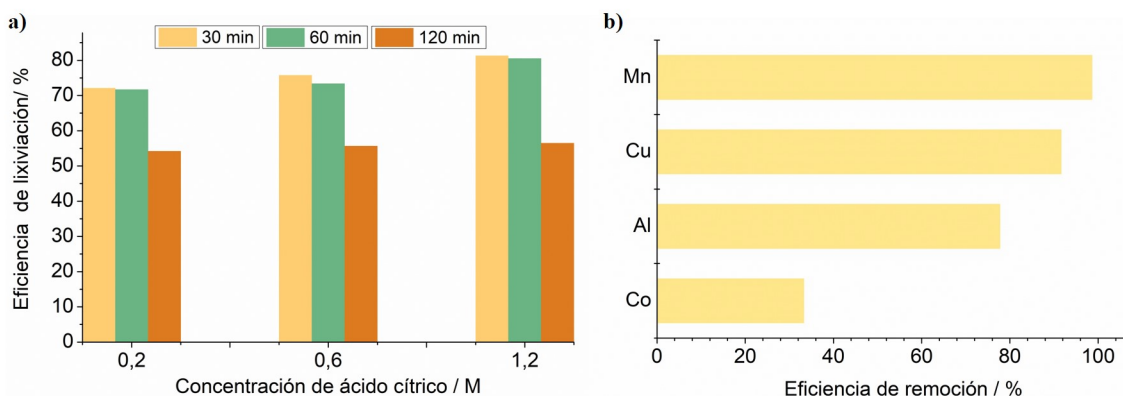 a)
30 min 60 min 120 min
Eficiencia de lixiviación/ %
80
70
60
50
40
30
20
10
0
0,2 0,6 1,2
Concentración de ácido cítrico / M
b)
Mn
Cu
Al
Co
0 20 40 60 80 100
Eficiencia de remoción / %